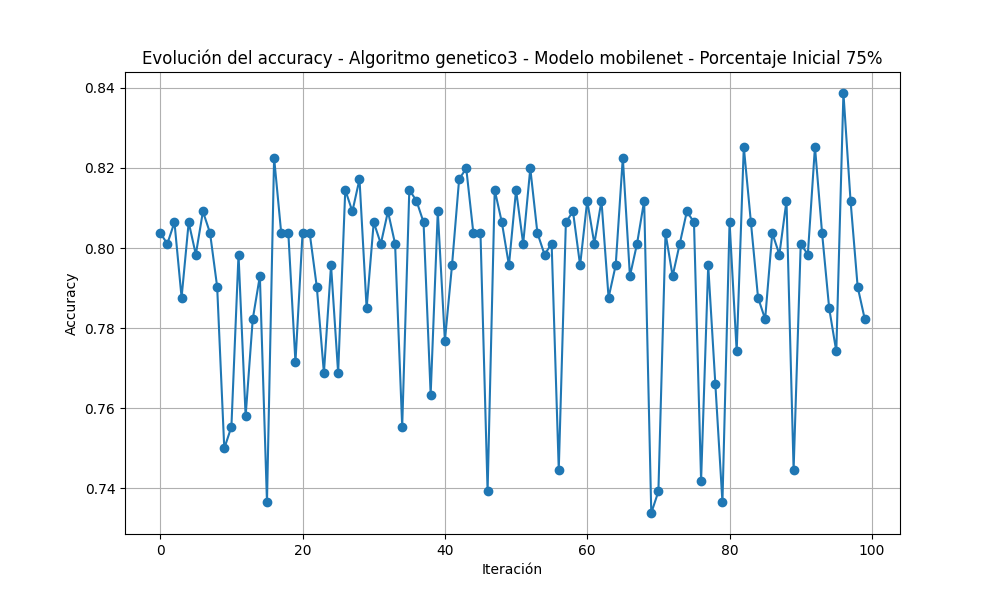 Evolución del accuracy - Algoritmo genetico3 - Modelo mobilenet - Porcentaje Inicial 75%
0.84
0.82
0.80
0.78
0.76
0.74
Accuracy
0 20 40 60 80 100
Iteración